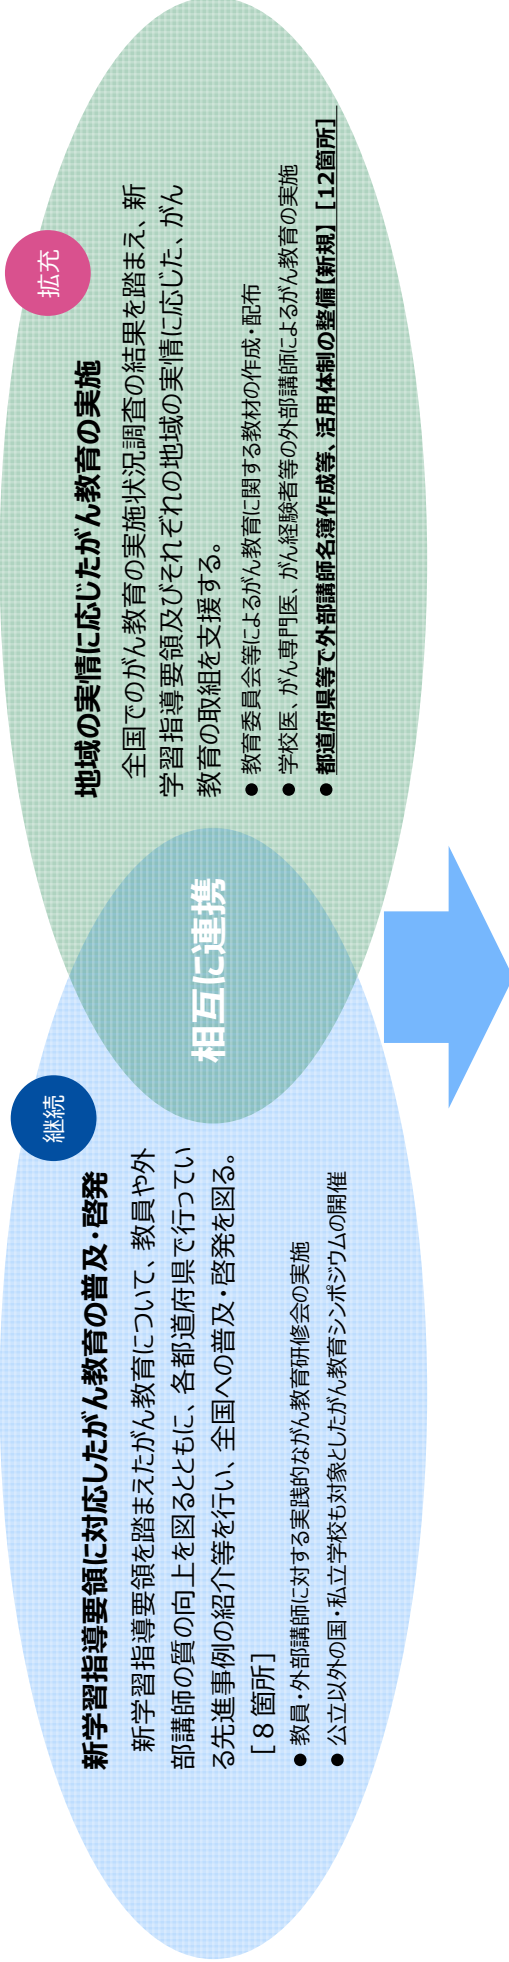 継続
新学習指導要領に対応したがん教育の普及・啓発
新学習指導要領を踏まえたがん教育について、教員や外
部講師の質の向上を図るとともに、各都道府県で行ってい
る先進事例の紹介等を行い、全国への普及・啓発を図る。
[８箇所]
● 教員・外部講師に対する実践的ながん教育研修会の実施
● 公立以外の国・私立学校も対象としたがん教育シンポジウムの開催
相互に連携
拡充
地域の実情に応じたがん教育の実施
全国でのがん教育の実施状況調査の結果を踏まえ、新
学習指導要領及びそれぞれの地域の実情に応じた、がん
教育の取組を支援する。
● 教育委員会等によるがん教育に関する教材の作成・配布
● 学校医、がん専門医、がん経験者等の外部講師によるがん教育の実施
● 都道府県等で外部講師名簿作成等、活用体制の整備【新規】 [12箇所]